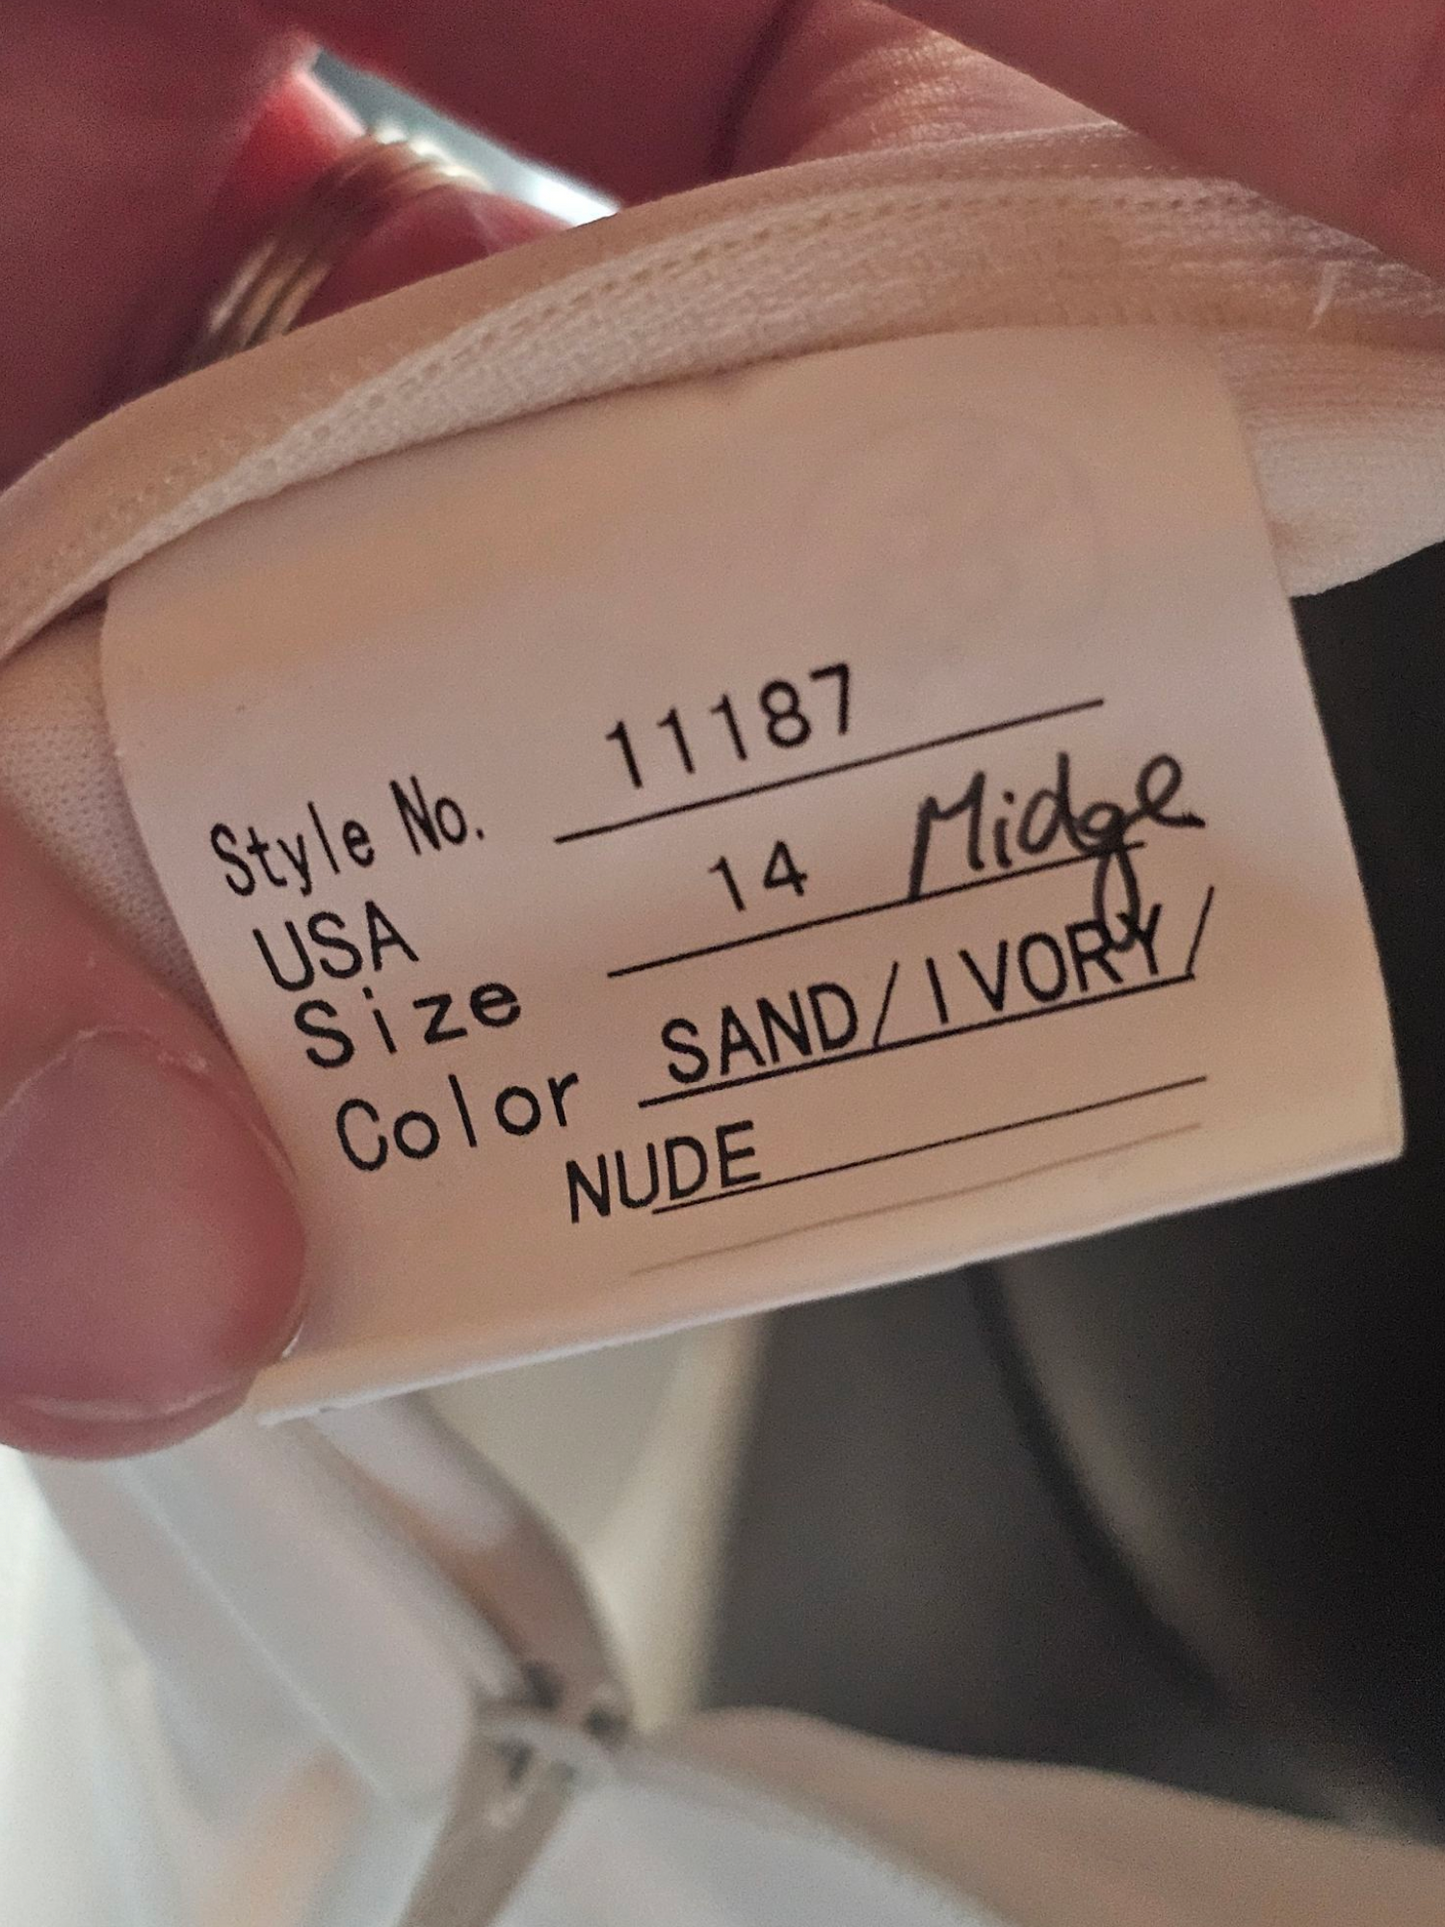 Style No. 11187
USA
Size 14 Midge
Color SAND/IVORY/
NUDE